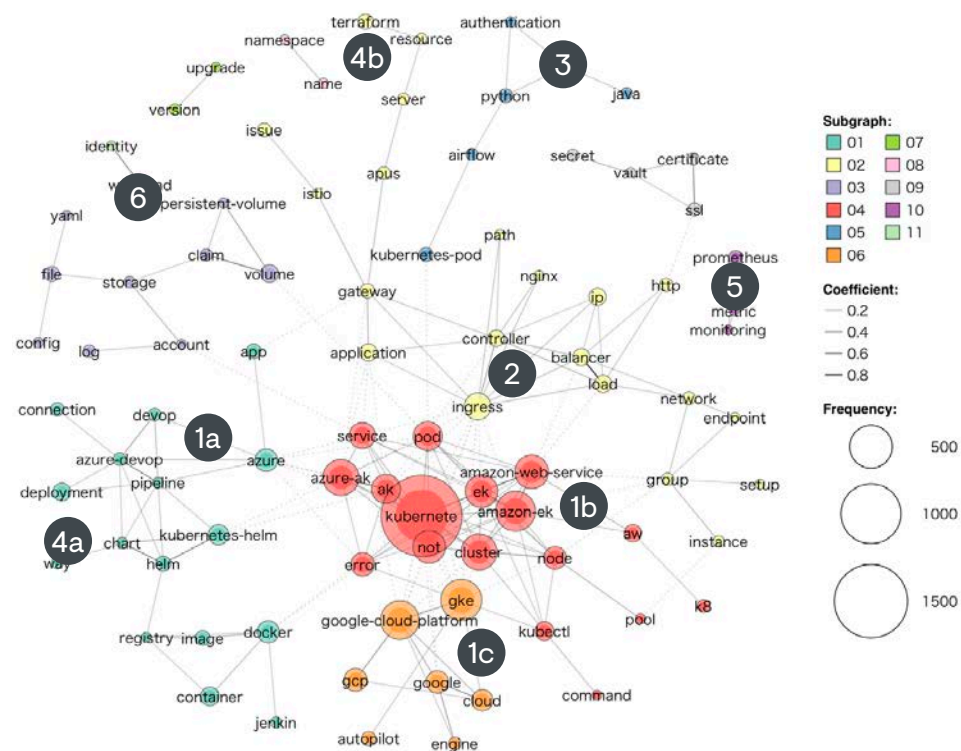 terraform
authentication
namespace
resource
4b
3
upgrade
name
python
java
server
version
issue
identity
airflow
secret
certificate
vault
apus
6
istio
persistent-volume
ssl
yaml
path
claim
kubernetes-pod
prometheus
file
storage
volume
nginx
5
http
gateway
ip
metric
monitoring
config
log
account
app
controller
application
balancer
2
load
connection
devop
ingress
network
endpoint
1a
service
pod
azure-devop
azure
azure-ak
amazon-web-service
group
setup
deployment
pipeline
ak
ek
kubernete
amazon-ek
1b
4a
kubernetes-helm
chart
not
aw
instance
way
helm
error
cluster
node
gke
k8
google-cloud-platform
pool
registry
image
docker
kubectl
1c
gcp
google
container
cloud
command
jenkin
autopilot
engine
Subgraph:
01 07
02 08
03 09
04 10
05 11
06
Coefficient:
0.2
0.4
0.6
0.8
Frequency:
500
1000
1500